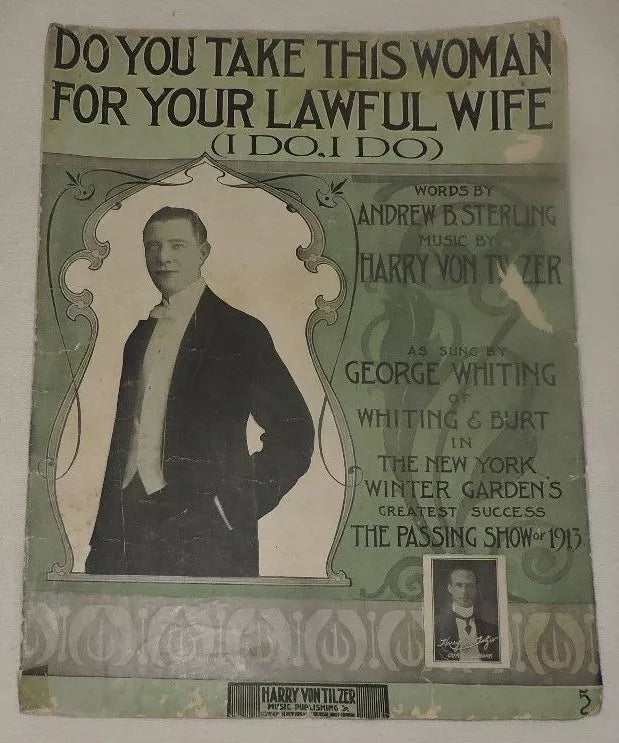 DO YOU TAKE THIS WOMAN
FOR YOUR LAWFUL WIFE
(I DO, I DO)
WORDS BY
ANDREW B. STERLING
MUSIC BY
HARRY VON TILZER
AS SUNG BY
GEORGE WHITING
OF
WHITING & BURT
IN
THE NEW YORK
WINTER GARDEN'S
GREATEST SUCCESS
THE PASSING SHOW OF 1913
HARRY VON TILZER
MUSIC PUBLISHING Co
5